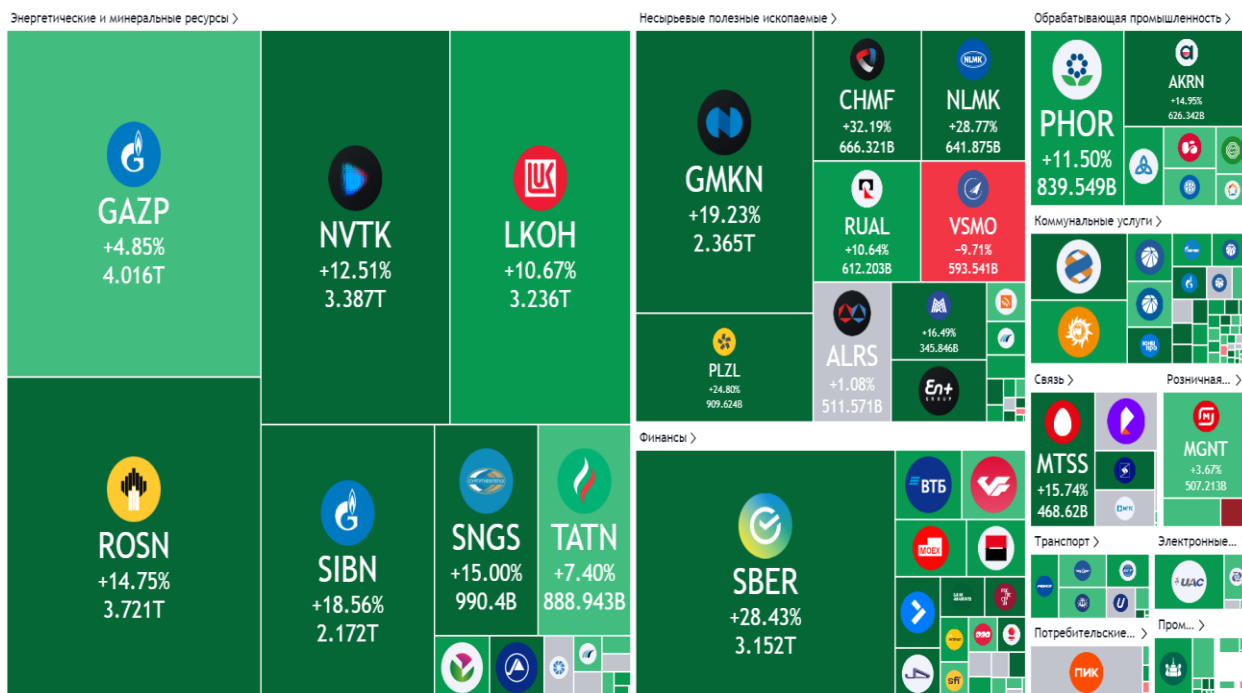 Энергетические и минеральные ресурсы >
GAZP
+4.85%
4.016T
NVTK
+12.51%
3.387T
LKOH
+10.67%
3.236T
ROSN
+14.75%
3.721T
SIBN
+18.56%
2.172T
SNGS
+15.00%
990.4B
TATN
+7.40%
888.943B
Несырьевые полезные ископаемые >
GMKN
+19.23%
2.365T
CHMF
+32.19%
666.321B
NLMK
NLMK
+28.77%
641.875B
RUAL
+10.64%
612.203B
VSMO
−9.71%
593.541B
PLZL
+24.80%
909.624B
ALRS
+1.08%
511.571B
+16.49%
345.846B
En+
GROUP
Финансы >
SBER
+28.43%
3.152T
ВТБ
MOEX
sfi
Обрабатывающая промышленность >
PHOR
+11.50%
839.549B
AKRN
+14.95%
626.342B
Коммунальные услуги >
Связь >
MTSS
+15.74%
468.62B
Розничная... >
MGNT
+3.67%
507.213B
Транспорт >
Электронные...
UAC
Потребительские... >
ПИК
Пром... >